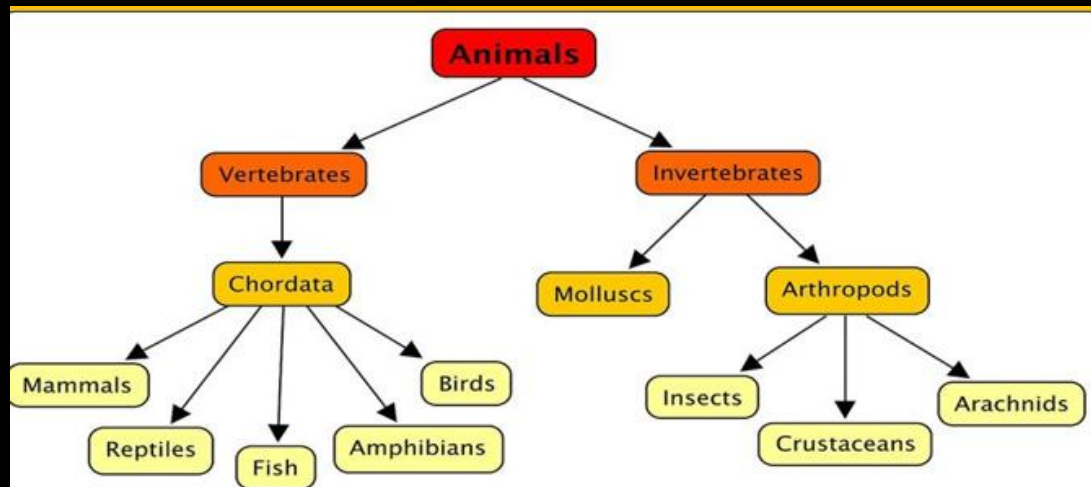 Animals
Vertebrates
Invertebrates
Chordata
Molluscs
Arthropods
Mammals
Reptiles
Fish
Amphibians
Birds
Insects
Crustaceans
Arachnids